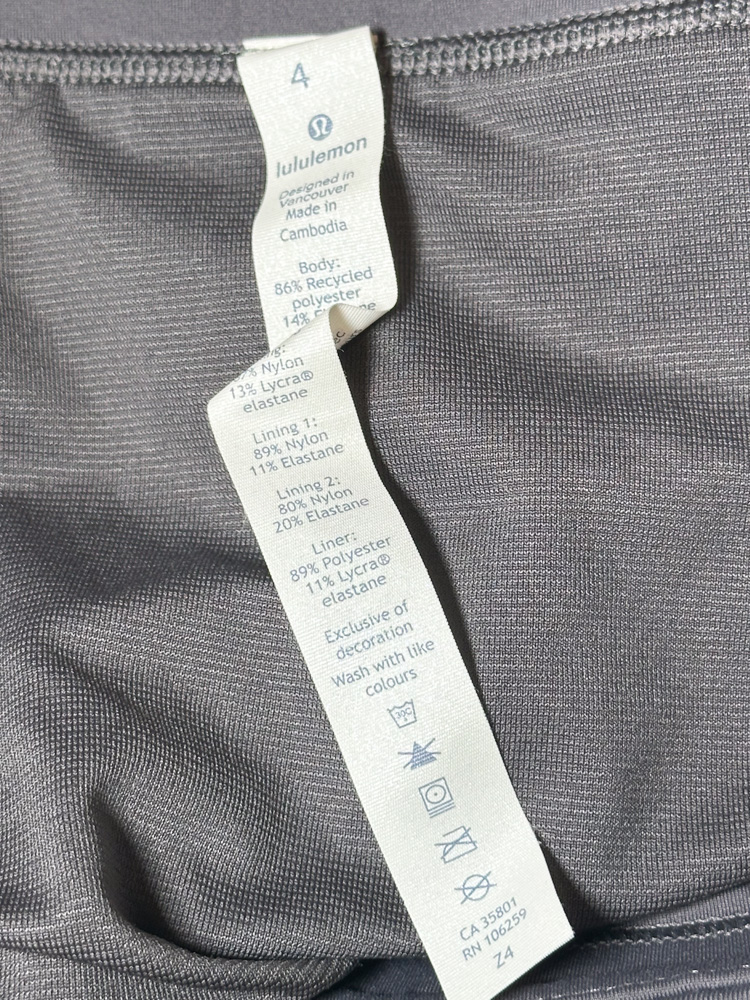 4
lululemon
Designed in
Vancouver
Made in
Cambodia
Body:
86% Recycled
polyester
14%
% Nylon
13% Lycra®
elastane
Lining 1:
89% Nylon
11% Elastane
Lining 2:
80% Nylon
20% Elastane
Liner:
89% Polyester
11% Lycra®
elastane
Exclusive of
decoration
Wash with like
colours
30C
CA 35801
RN 106259
Z4